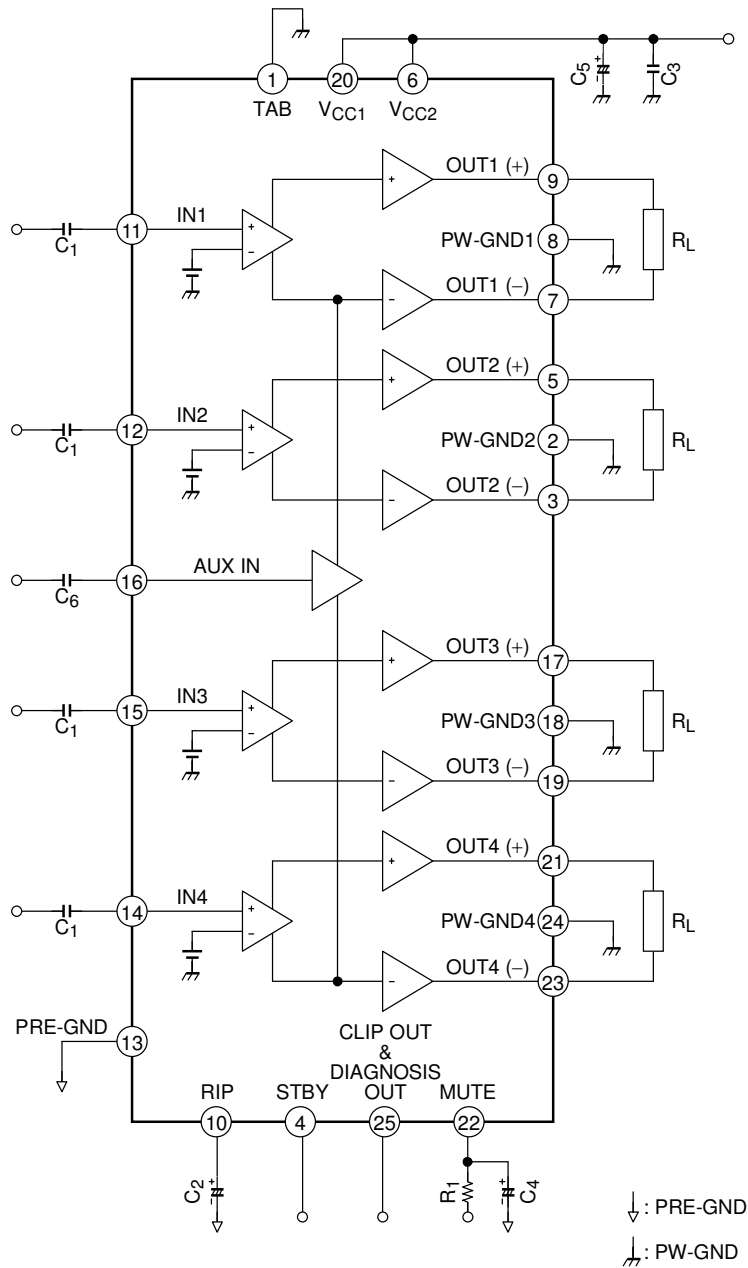 1 20 6
TAB VCC1 VCC2
C5 + − C3
+ OUT1 (+) 9
11 IN1 + −
C1
PW-GND1 8 RL
− OUT1 (−) 7
+ OUT2 (+) 5
12 IN2 + −
C1
PW-GND2 2 RL
− OUT2 (−) 3
16 AUX IN
C6
+ OUT3 (+) 17
15 IN3 + −
C1
PW-GND3 18 RL
− OUT3 (−) 19
+ OUT4 (+) 21
14 IN4 + −
C1
PW-GND4 24 RL
− OUT4 (−) 23
PRE-GND 13
CLIP OUT
&
DIAGNOSIS
RIP STBY OUT MUTE
10 4 25 22
C2 + − R1 + − C4
: PRE-GND
: PW-GND